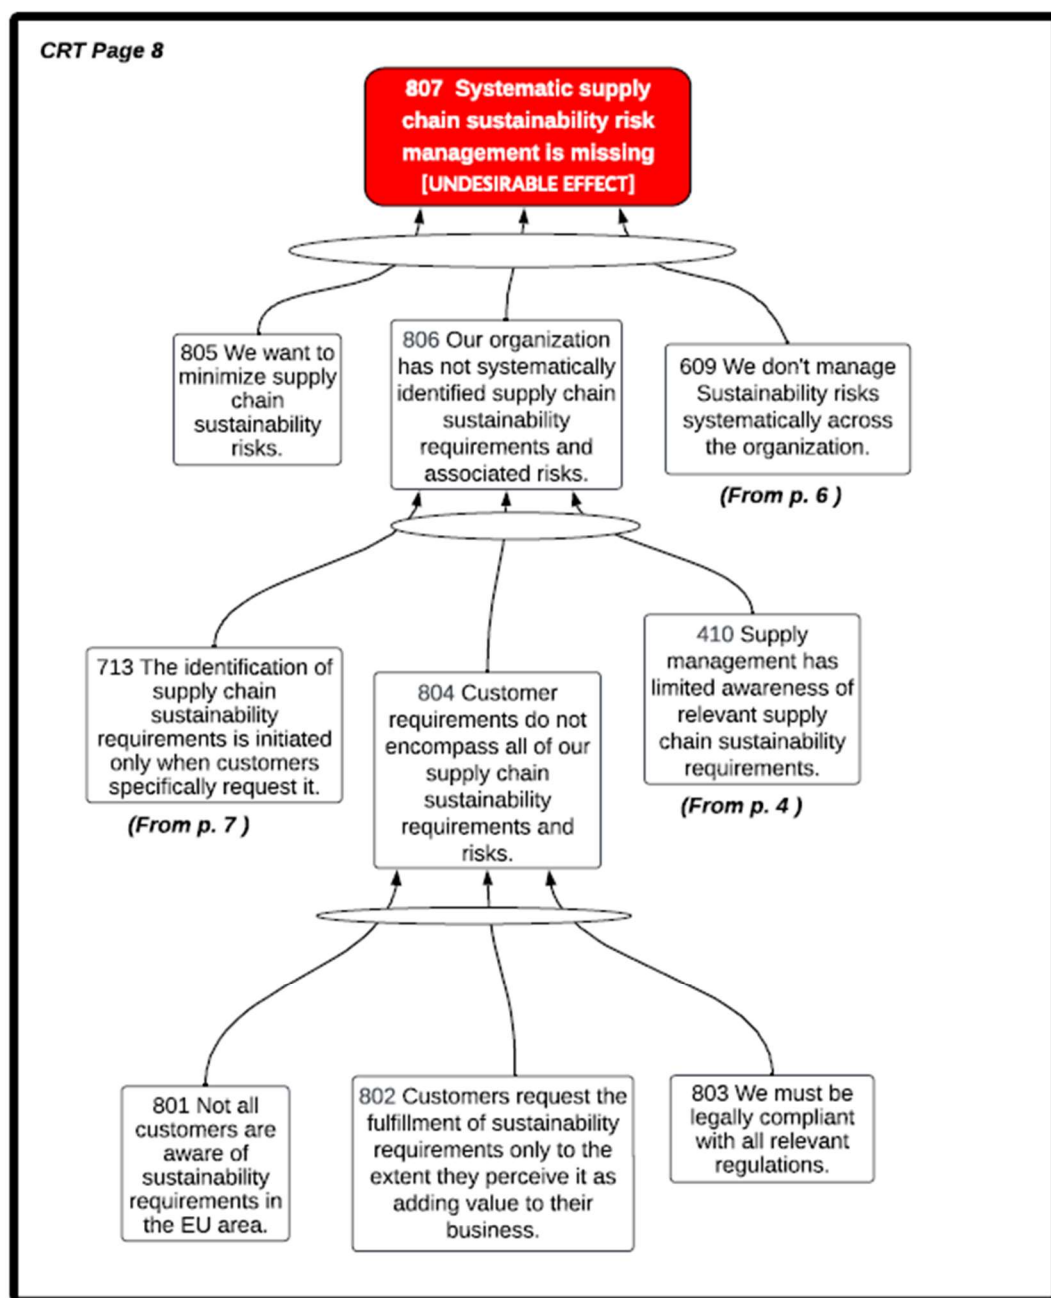 CRT Page 8
807 Systematic supply
chain sustainability risk
management is missing
[UNDESIRABLE EFFECT]
805 We want to
minimize supply
chain
sustainability
risks.
806 Our organization
has not systematically
identified supply chain
sustainability
requirements and
associated risks.
609 We don't manage
Sustainability risks
systematically across
the organization.
(From p. 6 )
713 The identification of
supply chain
sustainability
requirements is initiated
only when customers
specifically request it.
(From p. 7 )
804 Customer
requirements do not
encompass all of our
supply chain
sustainability
requirements and
risks.
410 Supply
management has
limited awareness of
relevant supply
chain sustainability
requirements.
(From p. 4 )
801 Not all
customers are
aware of
sustainability
requirements in
the EU area.
802 Customers request the
fulfillment of sustainability
requirements only to the
extent they perceive it as
adding value to their
business.
803 We must be
legally compliant
with all relevant
regulations.